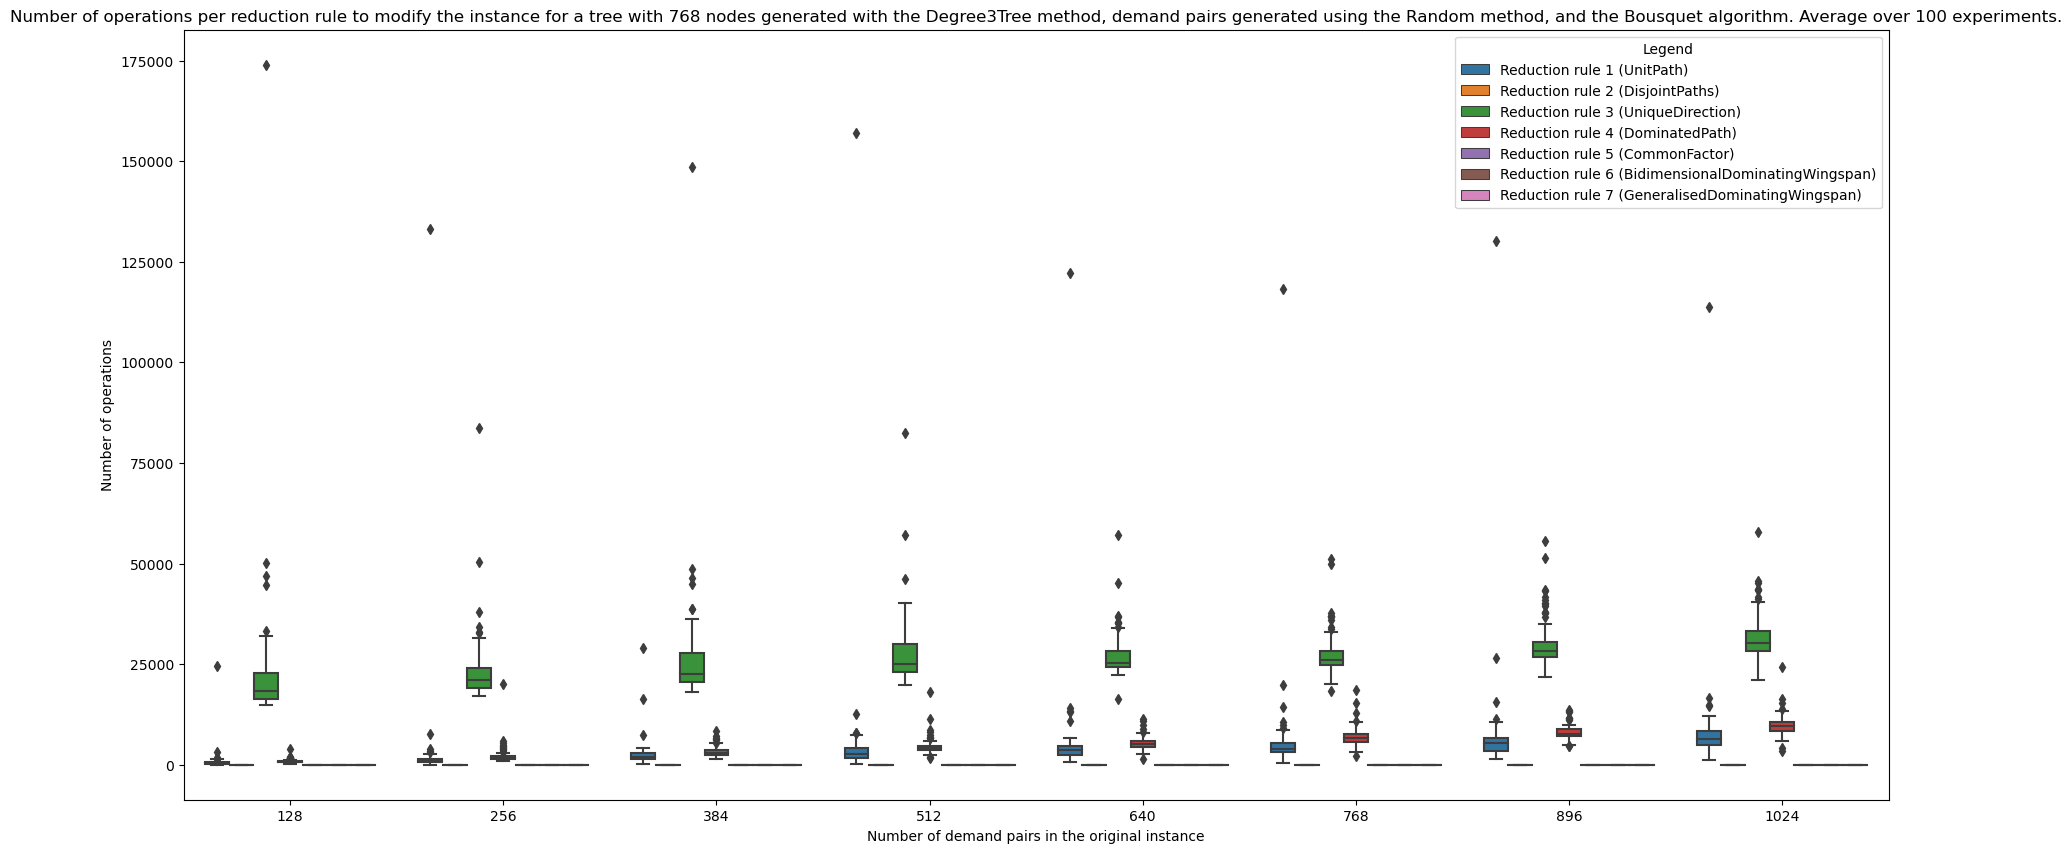 Number of operations per reduction rule to modify the instance for a tree with 768 nodes generated with the Degree3Tree method, demand pairs generated using the Random method, and the Bousquet algorithm. Average over 100 experiments.
Legend
Reduction rule 1 (UnitPath)
Reduction rule 2 (DisjointPaths)
Reduction rule 3 (UniqueDirection)
Reduction rule 4 (DominatedPath)
Reduction rule 5 (CommonFactor)
Reduction rule 6 (BidimensionalDominatingWingspan)
Reduction rule 7 (GeneralisedDominatingWingspan)
Number of operations
175000
150000
125000
100000
75000
50000
25000
0
128 256 384 512 640 768 896 1024
Number of demand pairs in the original instance